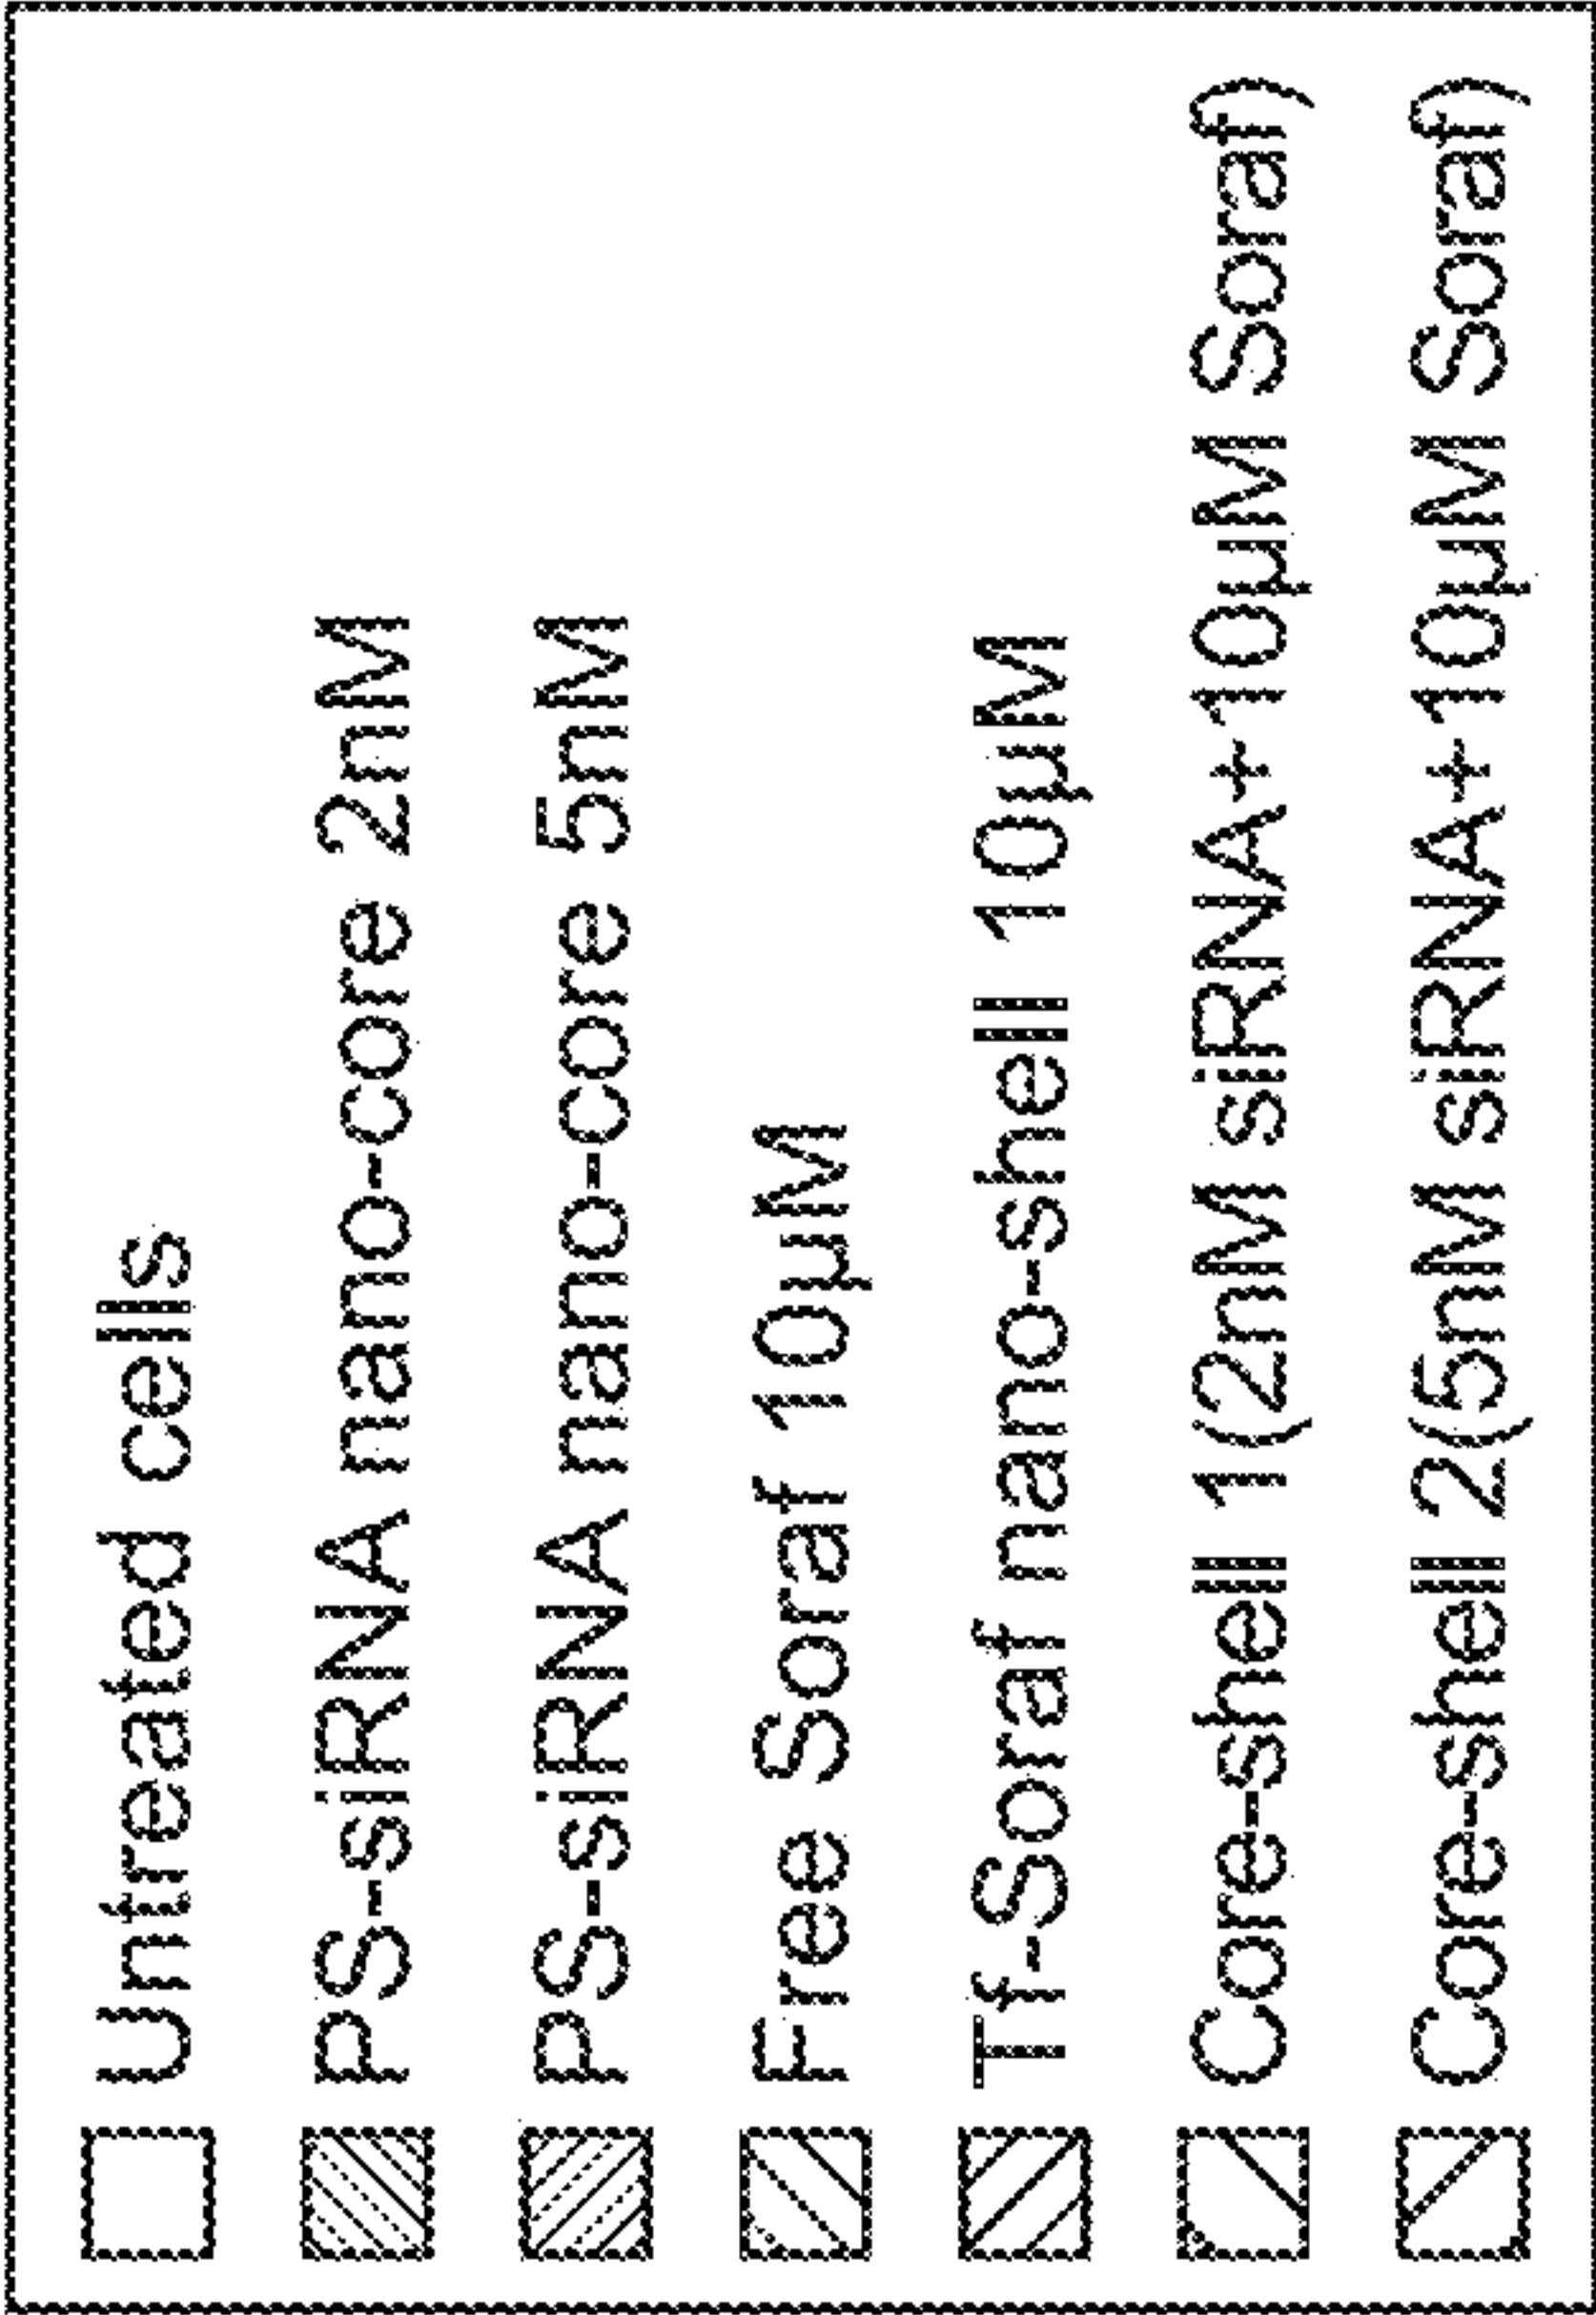 Untreated cells
PS-siRNA nano-core 2nM
PS-siRNA nano-core 5nM
Free Soraf 10µM
Tf-Soraf nano-shell 10µM
Core-shell 1(2nM siRNA+10µM Soraf)
Core-shell 2(5nM siRNA+10µM Soraf)